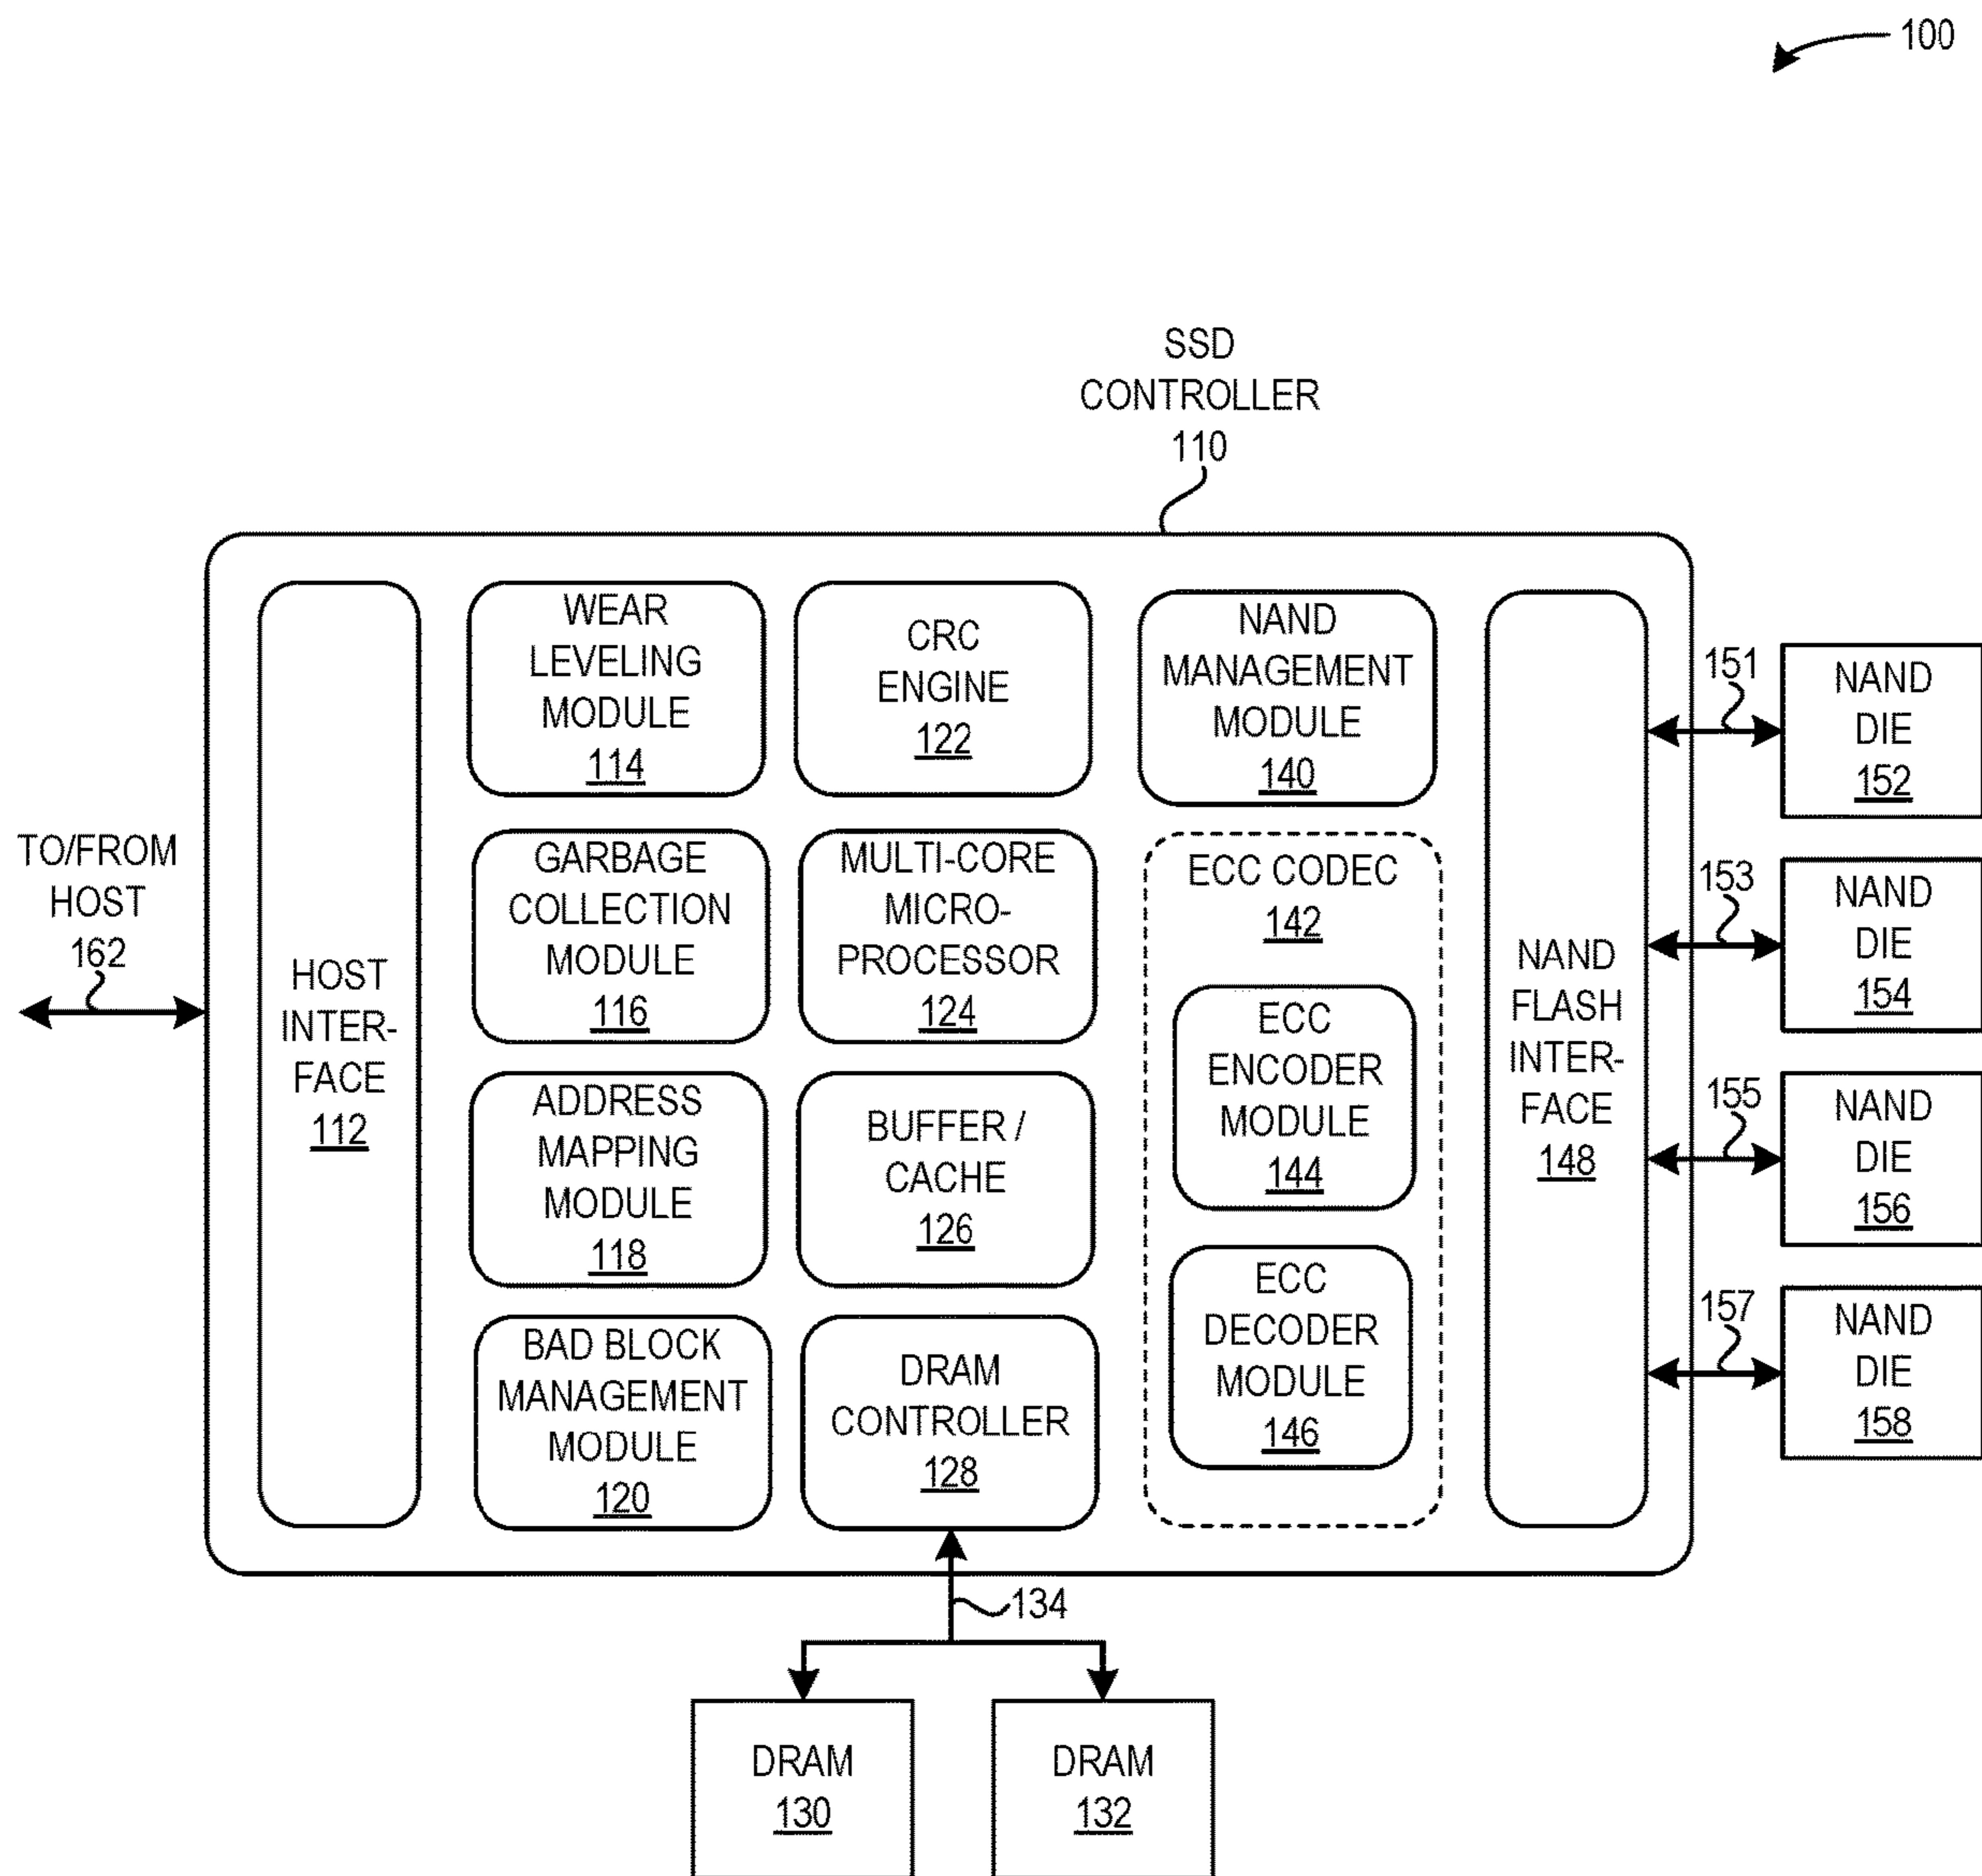 100
SSD
CONTROLLER
110
TO/FROM
HOST
162
HOST
INTER-
FACE
112
WEAR
LEVELING
MODULE
114
GARBAGE
COLLECTION
MODULE
116
ADDRESS
MAPPING
MODULE
118
BAD BLOCK
MANAGEMENT
MODULE
120
CRC
ENGINE
122
MULTI-CORE
MICRO-
PROCESSOR
124
BUFFER /
CACHE
126
DRAM
CONTROLLER
128
NAND
MANAGEMENT
MODULE
140
ECC CODEC
142
ECC
ENCODER
MODULE
144
ECC
DECODER
MODULE
146
NAND
FLASH
INTER-
FACE
148
151
NAND
DIE
152
153
NAND
DIE
154
155
NAND
DIE
156
157
NAND
DIE
158
134
DRAM
130
DRAM
132